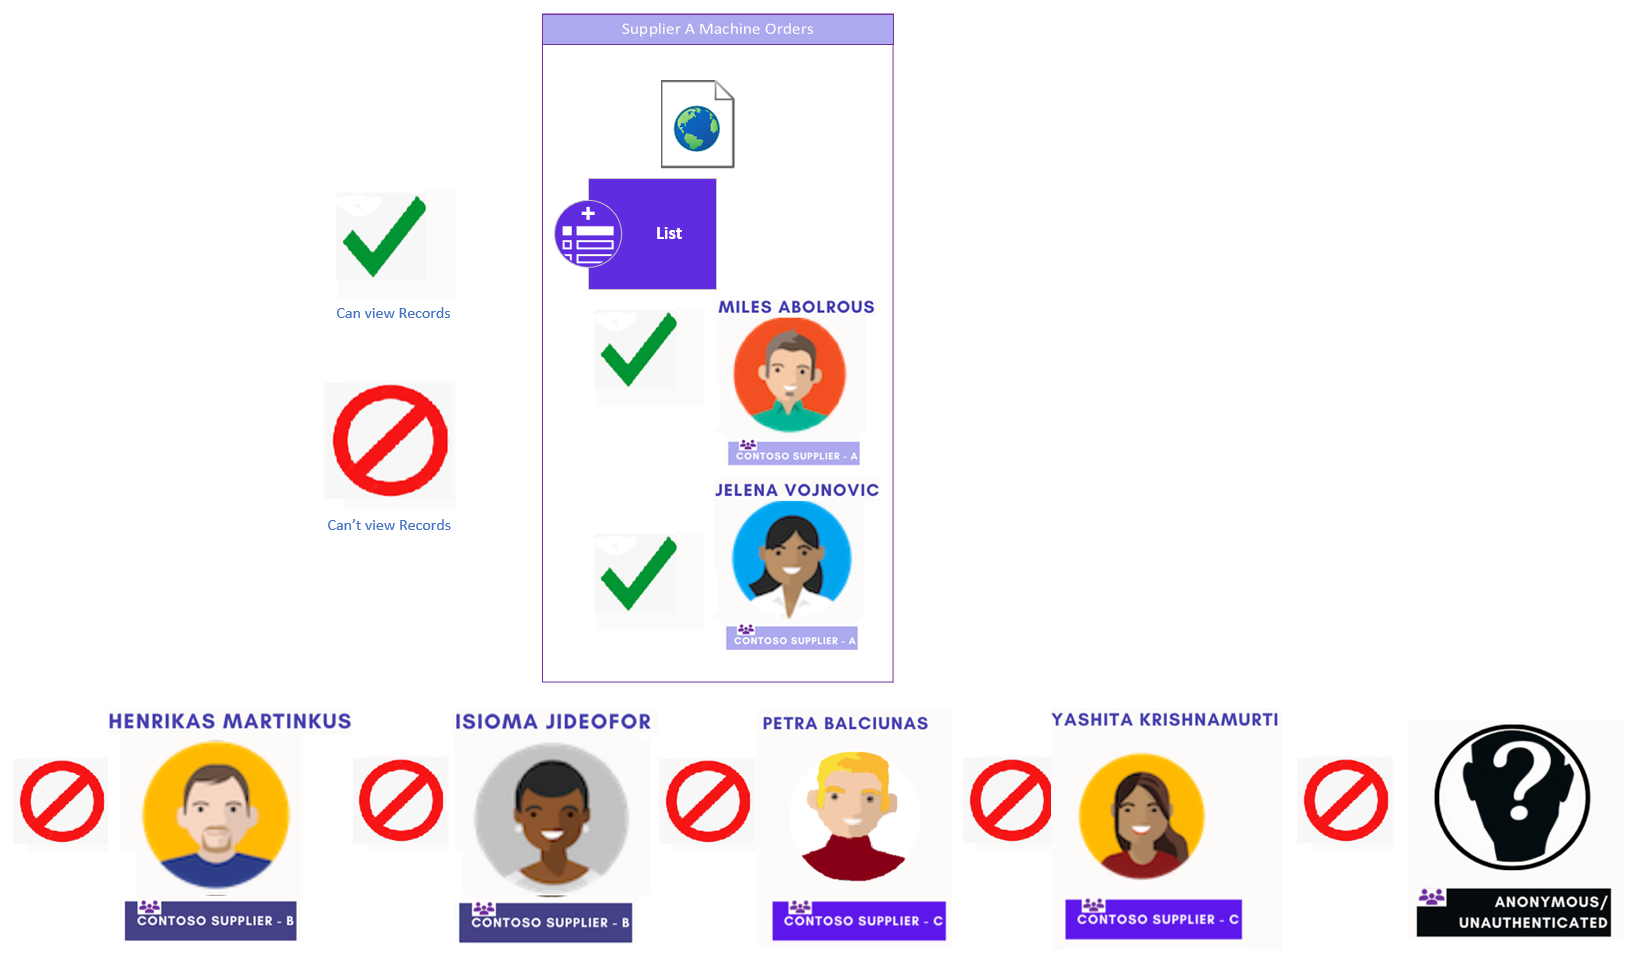 Supplier A Machine Orders
List
Can view Records
MILES ABOLROUS
CONTOSO SUPPLIER - A
JELENA VOJNOVIC
Can't view Records
CONTOSO SUPPLIER - A
HENRIKAS MARTINKUS
ISIOMA JIDEOFOR
PETRA BALCIUNAS
YASHITA KRISHNAMURTI
?
CONTOSO SUPPLIER - B
CONTOSO SUPPLIER - B
CONTOSO SUPPLIER - C
CONTOSO SUPPLIER - C
ANONYMOUS/
UNAUTHENTICATED